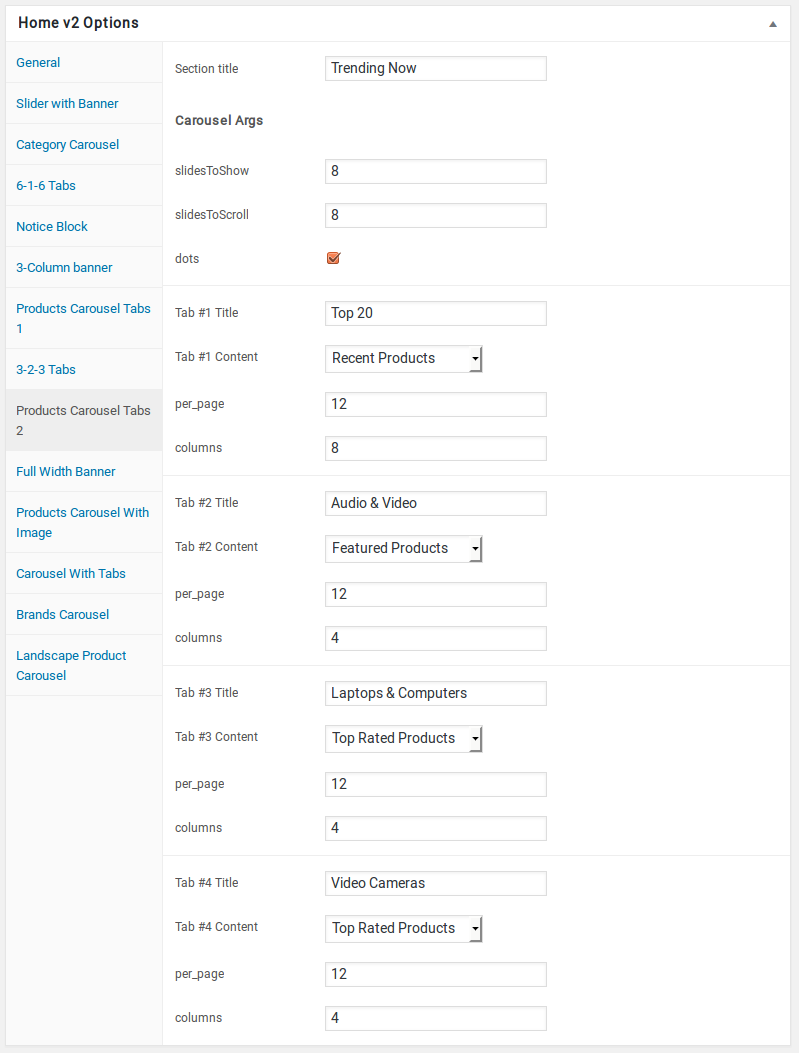 Home v2 Options
General
Slider with Banner
Category Carousel
6-1-6 Tabs
Notice Block
3-Column banner
Products Carousel Tabs
1
3-2-3 Tabs
Products Carousel Tabs
2
Full Width Banner
Products Carousel With
Image
Carousel With Tabs
Brands Carousel
Landscape Product
Carousel
Section title Trending Now
Carousel Args
slidesToShow 8
slidesToScroll 8
dots
Tab #1 Title Top 20
Tab #1 Content Recent Products
per_page 12
columns 8
Tab #2 Title Audio & Video
Tab #2 Content Featured Products
per_page 12
columns 4
Tab #3 Title Laptops & Computers
Tab #3 Content Top Rated Products
per_page 12
columns 4
Tab #4 Title Video Cameras
Tab #4 Content Top Rated Products
per_page 12
columns 4